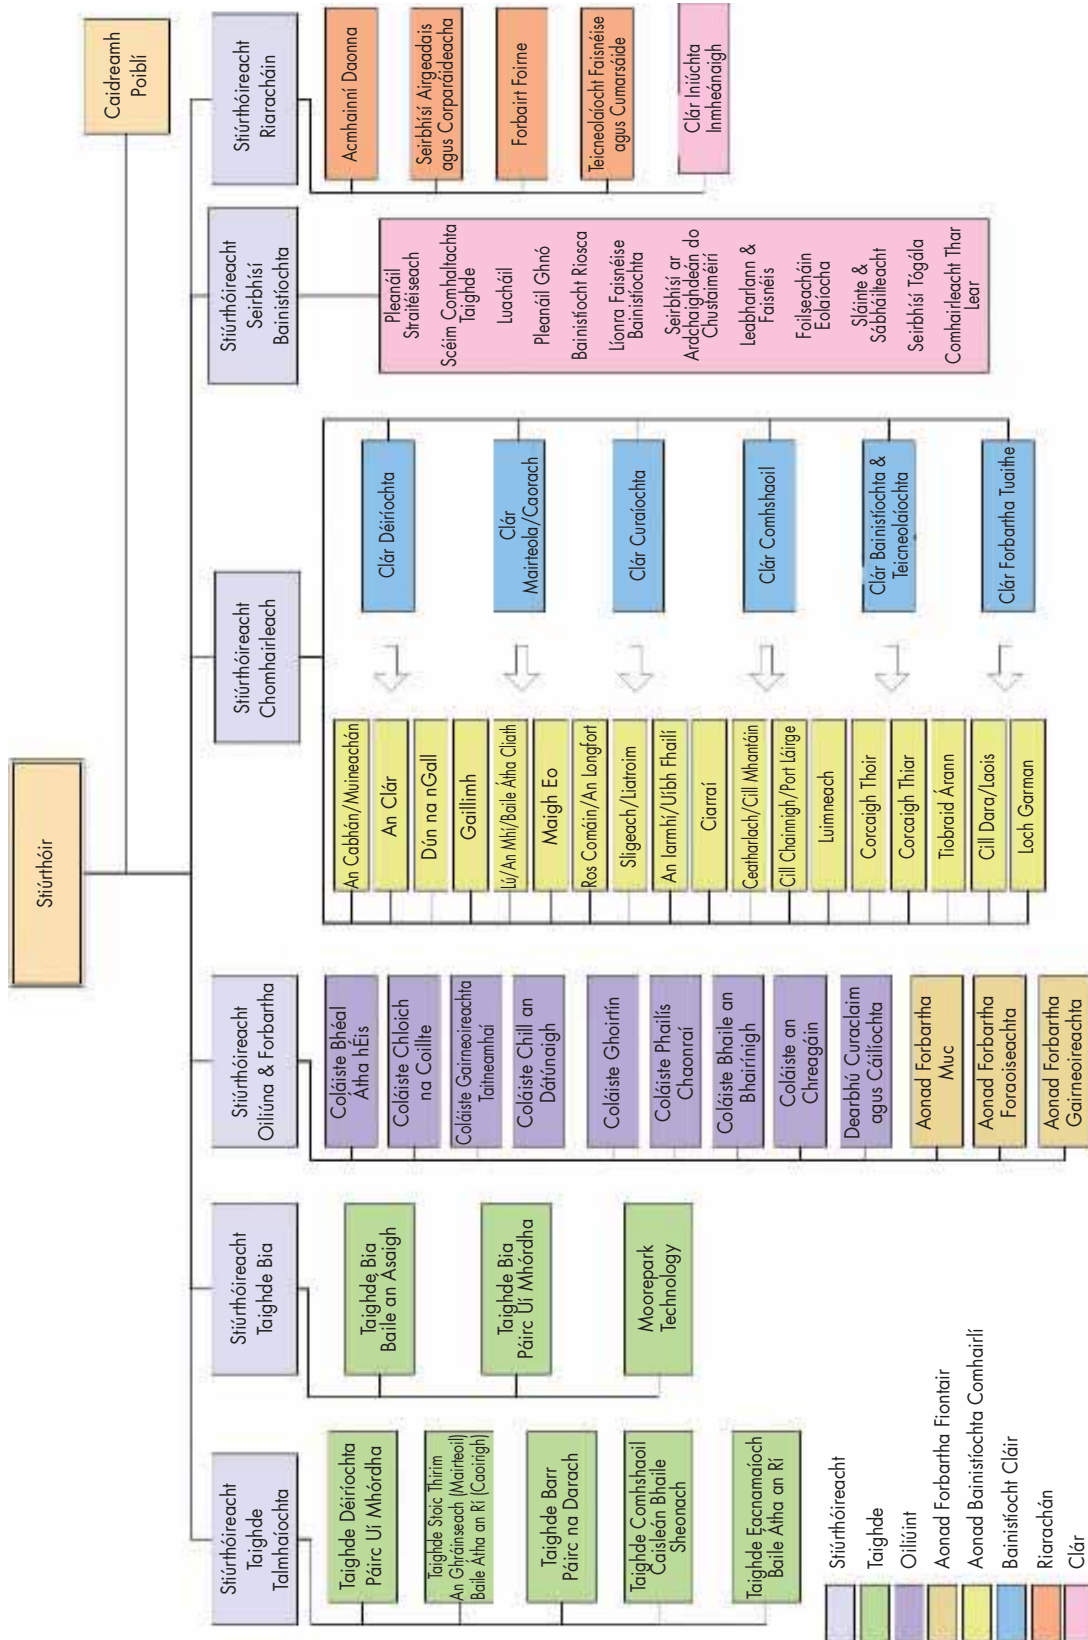 Stiúrthóir
Caidreamh
Poiblí
Stiúrthóireacht
Taighde
Talmhaíochta
Taighde Déiríochta
Páirc Uí Mhórdha
Taighde Stoic Thirim
An Ghráinseach (Mairteoil)
Baile Átha an Rí (Caoirigh)
Taighde Barr
Páirc na Darach
Taighde Comhshaoil
Caisleán Bhaile
Sheonach
Taighde Eacnamaíoch
Baile Átha an Rí
Stiúrthóireacht
Taighde Bia
Taighde Bia
Baile an Ásaigh
Taighde Bia
Páirc Uí Mhórdha
Moorepark
Technology
Stiúrthóireacht
Oiliúna & Forbartha
Coláiste Bhéal
Átha hÉis
Coláiste Chloich
na Coillte
Coláiste Gairneoireachta
Taitneamhaí
Coláiste Chill an
Dátúnaigh
Coláiste Ghoirtín
Coláiste Phailís
Chaonraí
Coláiste Bhaile an
Bhairínigh
Coláiste an
Chreagáin
Dearbhú Curaclaim
agus Cáilíochta
Aonad Forbartha
Muc
Aonad Forbartha
Foraoiseachta
Aonad Forbartha
Gairneoireachta
Stiúrthóireacht
Chomhairleach
An Cabhán/Muineachán
An Clár
Dún na nGall
Gaillimh
Lú/An Mhí/Baile Átha Cliath
Maigh Eo
Ros Comáin/An Longfort
Sligeach/Liatroim
An Iarmhí/Uíbh Fhailí
Ciarraí
Ceatharlach/Cill Mhantáin
Cill Chainnigh/Port Láirge
Luimneach
Corcaigh Thoir
Corcaigh Thiar
Tiobraid Árann
Cill Dara/Laois
Loch Garman
Clár Déiríochta
Clár
Mairteola/Caorach
Clár Curaíochta
Clár Comhshaoil
Clár Bainistíochta &
Teicneolaíochta
Clár Forbartha Tuaithe
Stiúrthóireacht
Seirbhísí
Bainistíochta
Pleanáil
Straitéiseach
Scéim Comhaltachta
Taighde
Luacháil
Pleanáil Ghnó
Bainistíocht Riosca
Líonra Faisnéise
Bainistíochta
Seirbhísí ar
Ardchaighdeán do
Chustaiméirí
Leabharlann &
Faisnéis
Foilseacháin
Eolaíocha
Sláinte &
Sábháilteacht
Seirbhísí Tógála
Comhairleacht Thar
Lear
Stiúrthóireacht
Riaracháin
Acmhainní Daonna
Seirbhísí Airgeadais
agus Corparáideacha
Forbairt Foirne
Teicneolaíocht Faisnéise
agus Cumarsáide
Clár Iniúchta
Inmheánaigh
Stiúrthóireacht
Taighde
Oiliúint
Aonad Forbartha Fiontair
Aonad Bainistíochta Comhairlí
Bainistíocht Cláir
Riarachán
Clár